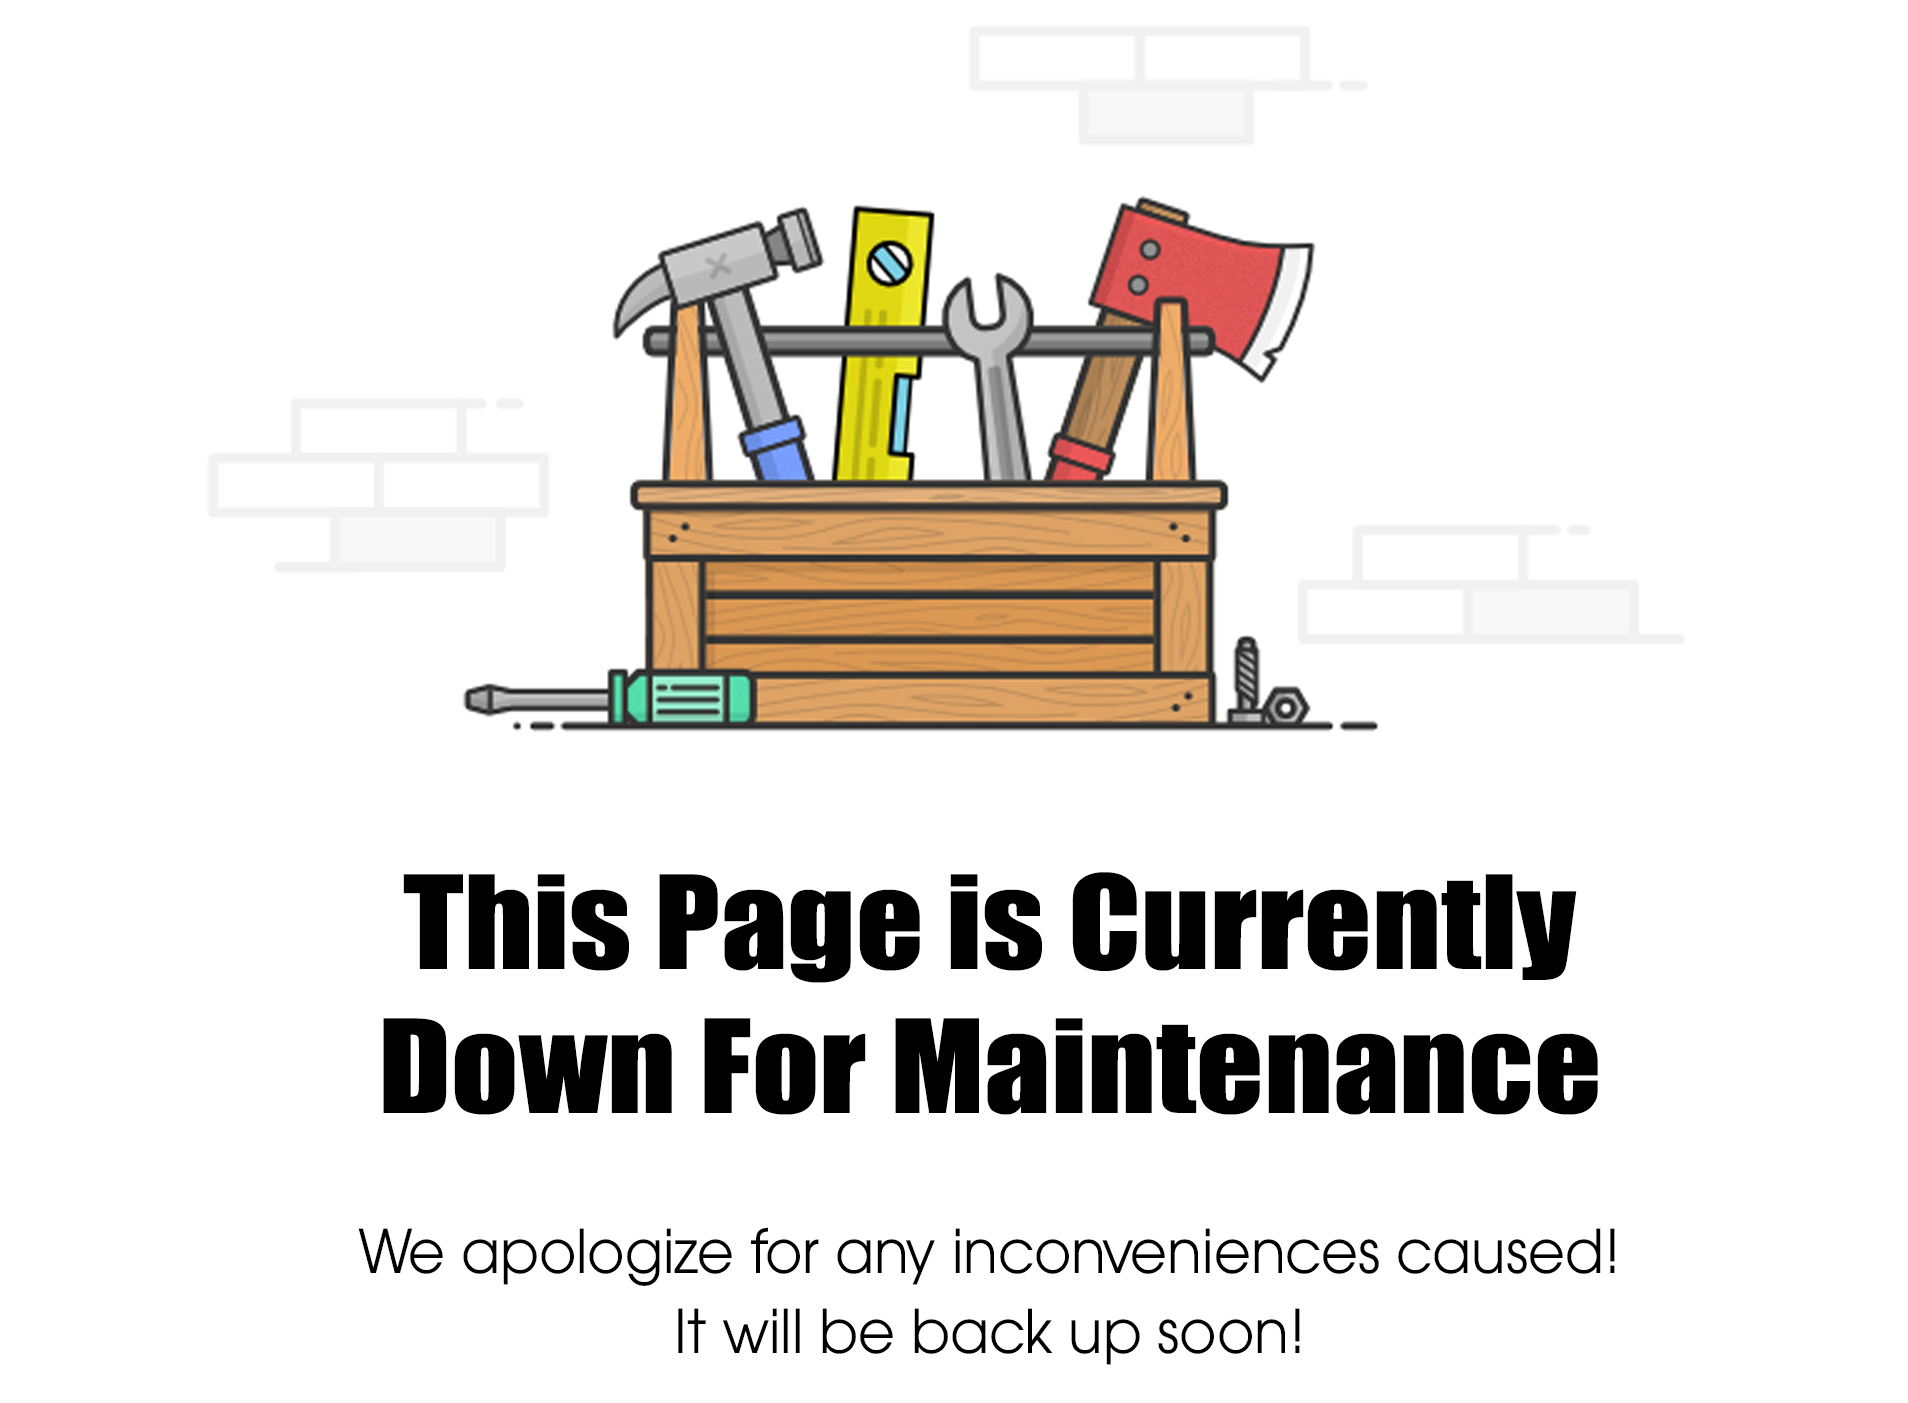 This Page is Currently
Down For Maintenance
We apologize for any inconveniences caused!
It will be back up soon!